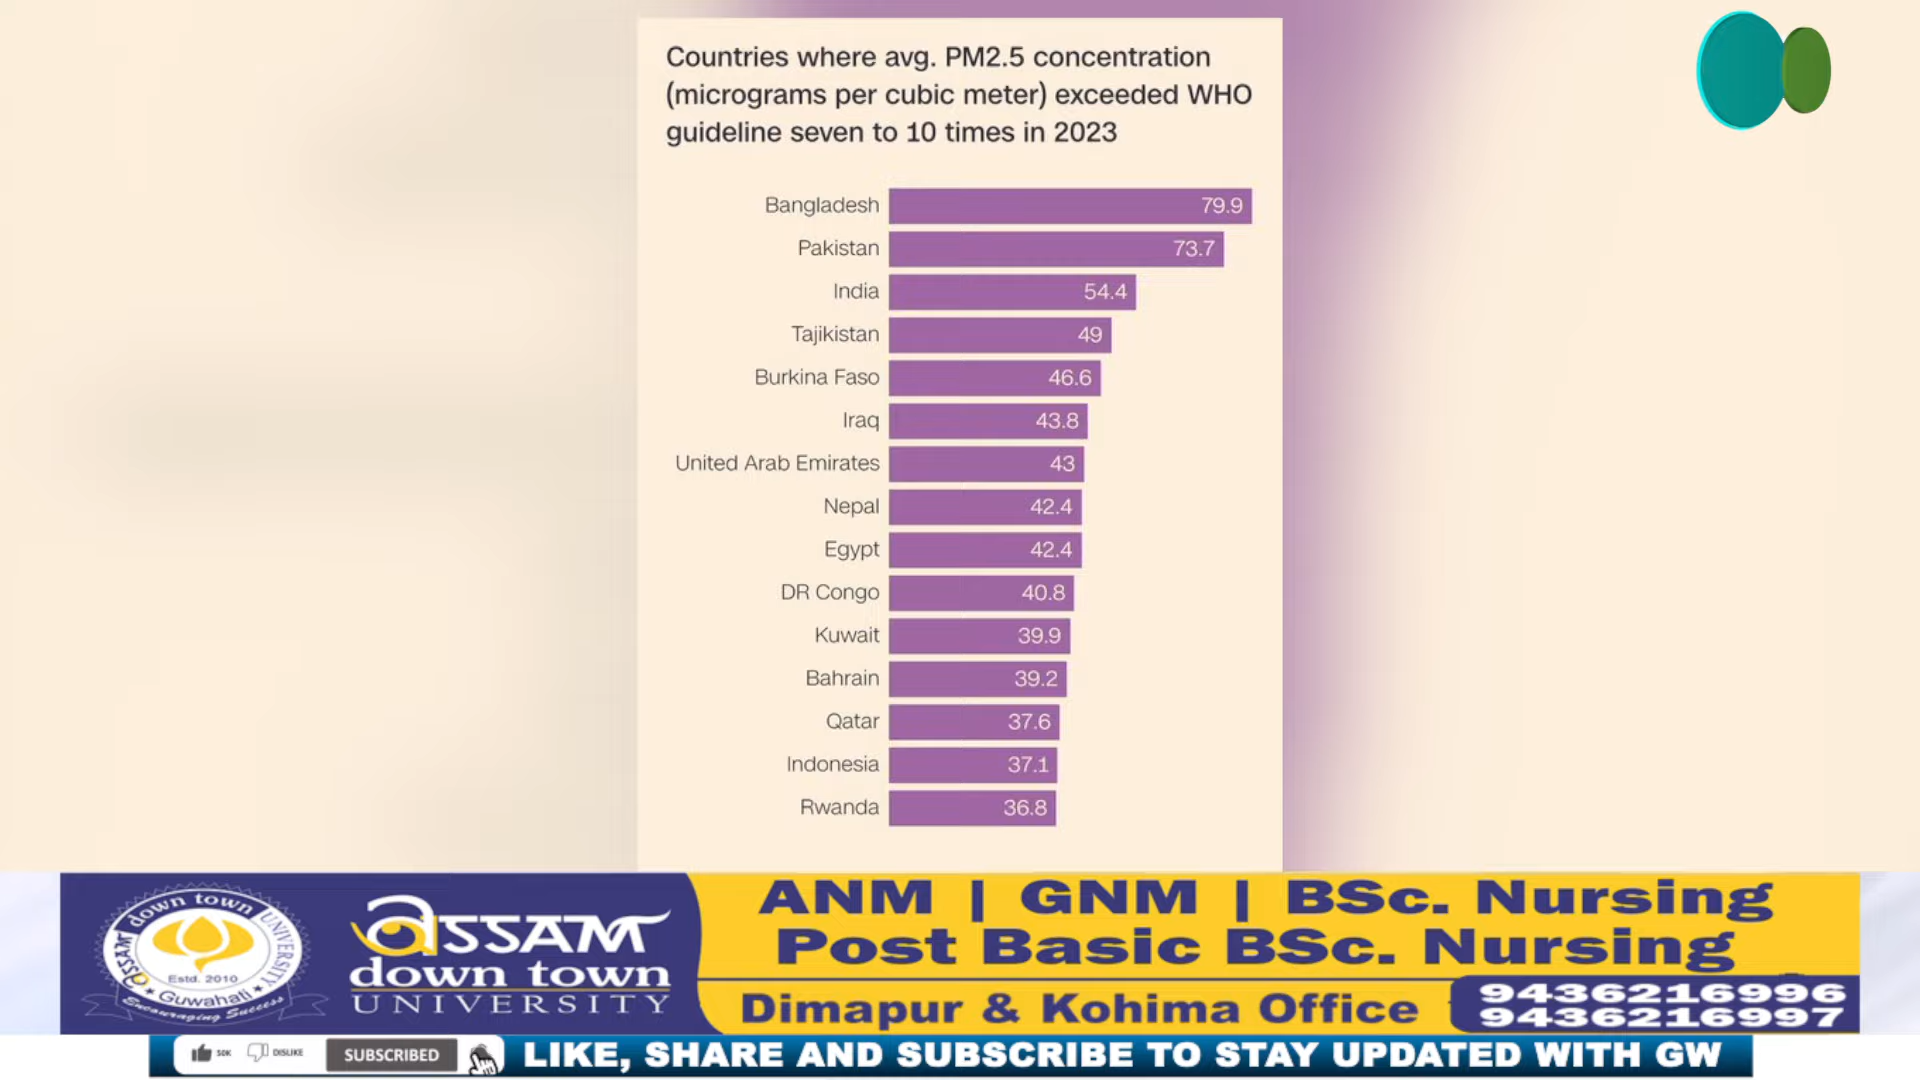 Countries where avg. PM2.5 concentration
(micrograms per cubic meter) exceeded WHO
guideline seven to 10 times in 2023
Bangladesh 79.9
Pakistan 73.7
India 54.4
Tajikistan 49
Burkina Faso 46.6
Iraq 43.8
United Arab Emirates 43
Nepal 42.4
Egypt 42.4
DR Congo 40.8
Kuwait 39.9
Bahrain 39.2
Qatar 37.6
Indonesia 37.1
Rwanda 36.8
assam down town UNIVERSITY
Estd. 2010
Guwahati
Encouraging Success
assam
down town
UNIVERSITY
ANM | GNM | BSc. Nursing
Post Basic BSc. Nursing
Dimapur & Kohima Office
9436216996
9436216997
50K DISLIKE SUBSCRIBED
LIKE, SHARE AND SUBSCRIBE TO STAY UPDATED WITH GW